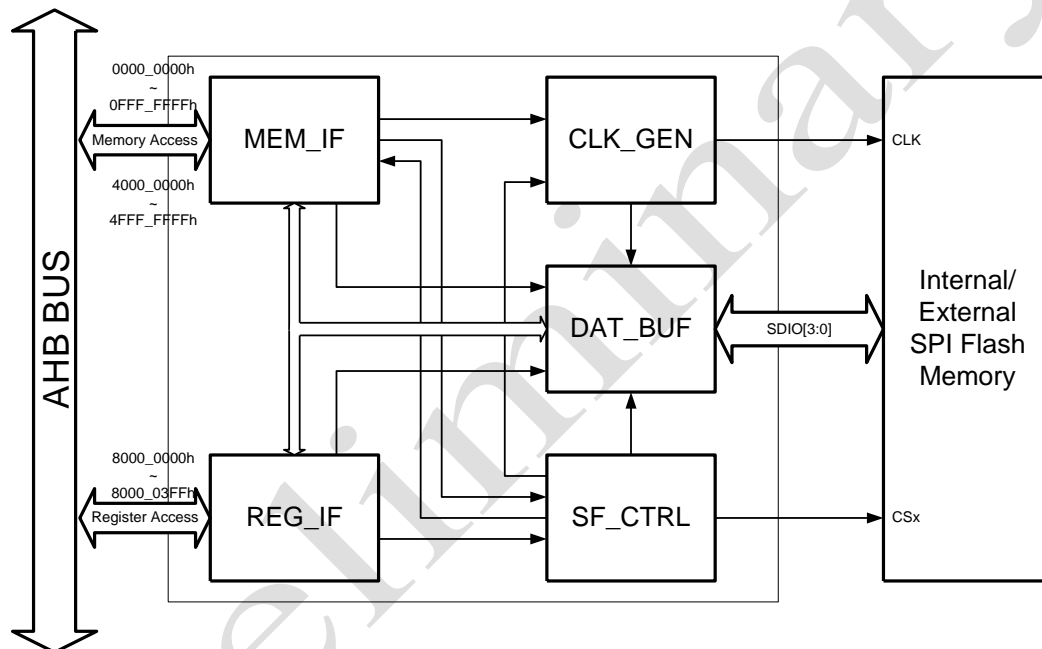 AHB BUS
0000_0000h
~
0FFF_FFFFh
Memory Access
4000_0000h
~
4FFF_FFFFh
MEM_IF
CLK_GEN
CLK
DAT_BUF
SDIO[3:0]
Internal/
External
SPI Flash
Memory
8000_0000h
~
8000_03FFh
Register Access
REG_IF
SF_CTRL
CSx
eliminary